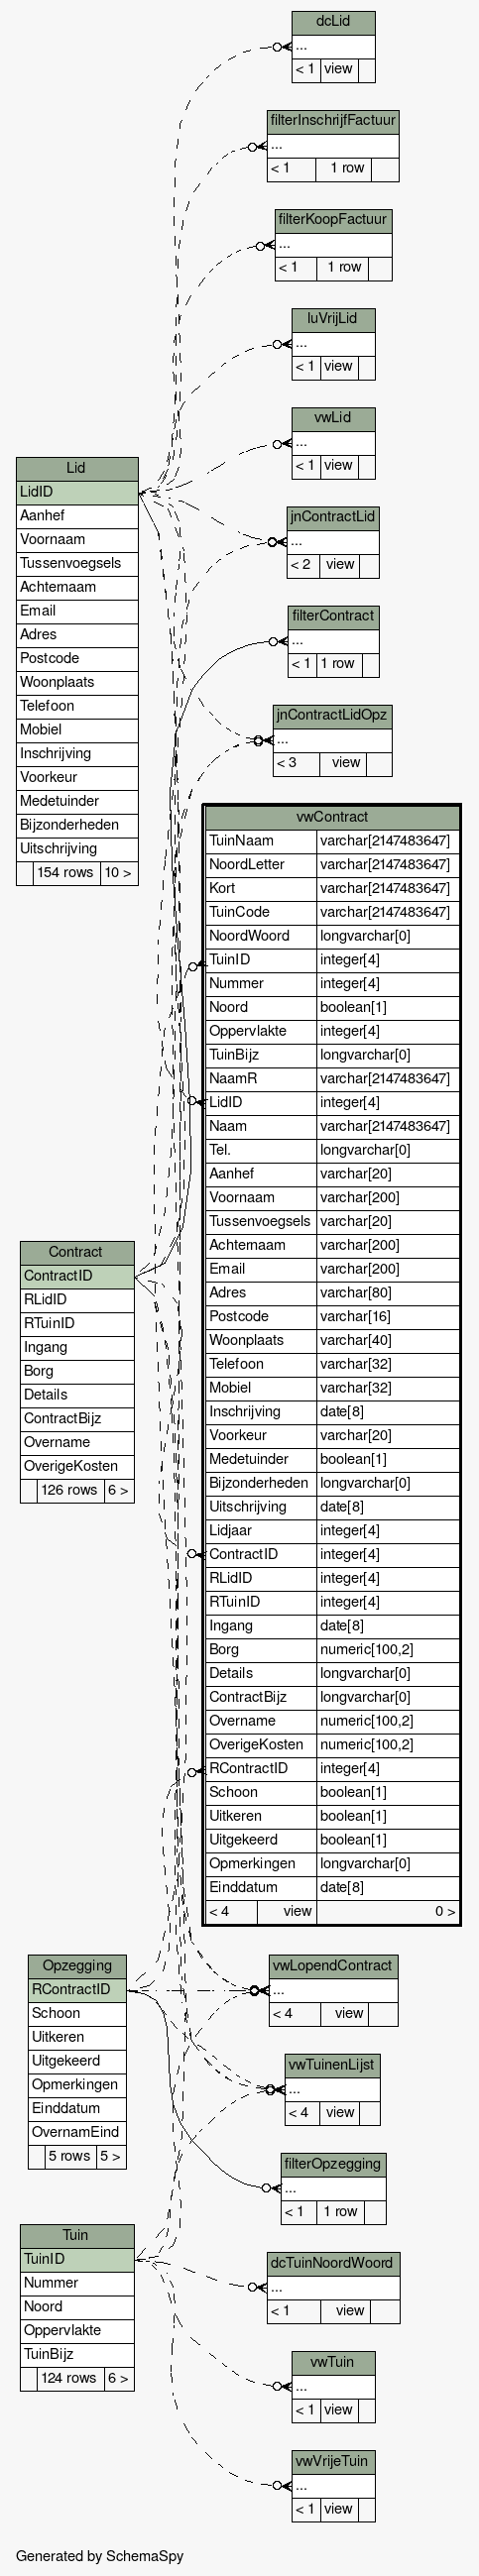 dcLid
...
< 1 view
filterInschrijfFactuur
...
< 1 1 row
filterKoopFactuur
...
< 1 1 row
luVrijLid
...
< 1 view
vwLid
...
< 1 view
jnContractLid
...
< 2 view
filterContract
...
< 1 1 row
jnContractLidOpz
...
< 3 view
Lid
LidID
Aanhef
Voornaam
Tussenvoegsels
Achternaam
Email
Adres
Postcode
Woonplaats
Telefoon
Mobiel
Inschrijving
Voorkeur
Medetuinder
Bijzonderheden
Uitschrijving
154 rows 10 >
vwContract
TuinNaam varchar[2147483647]
NoordLetter varchar[2147483647]
Kort varchar[2147483647]
TuinCode varchar[2147483647]
NoordWoord longvarchar[0]
TuinID integer[4]
Nummer integer[4]
Noord boolean[1]
Oppervlakte integer[4]
TuinBijz longvarchar[0]
NaamR varchar[2147483647]
LidID integer[4]
Naam varchar[2147483647]
Tel. longvarchar[0]
Aanhef varchar[20]
Voornaam varchar[200]
Tussenvoegsels varchar[20]
Achternaam varchar[200]
Email varchar[200]
Adres varchar[80]
Postcode varchar[16]
Woonplaats varchar[40]
Telefoon varchar[32]
Mobiel varchar[32]
Inschrijving date[8]
Voorkeur varchar[20]
Medetuinder boolean[1]
Bijzonderheden longvarchar[0]
Uitschrijving date[8]
Lidjaar integer[4]
ContractID integer[4]
RLidID integer[4]
RTuinID integer[4]
Ingang date[8]
Borg numeric[100,2]
Details longvarchar[0]
ContractBijz longvarchar[0]
Overname numeric[100,2]
OverigeKosten numeric[100,2]
RContractID integer[4]
Schoon boolean[1]
Uitkeren boolean[1]
Uitgekeerd boolean[1]
Opmerkingen longvarchar[0]
Einddatum date[8]
< 4 view 0 >
Contract
ContractID
RLidID
RTuinID
Ingang
Borg
Details
ContractBijz
Overname
OverigeKosten
126 rows 6 >
Opzegging
RContractID
Schoon
Uitkeren
Uitgekeerd
Opmerkingen
Einddatum
OvernamEind
5 rows 5 >
vwLopendContract
...
< 4 view
vwTuinenLijst
...
< 4 view
filterOpzegging
...
< 1 1 row
Tuin
TuinID
Nummer
Noord
Oppervlakte
TuinBijz
124 rows 6 >
dcTuinNoordWoord
...
< 1 view
vwTuin
...
< 1 view
vwVrijeTuin
...
< 1 view
Generated by SchemaSpy